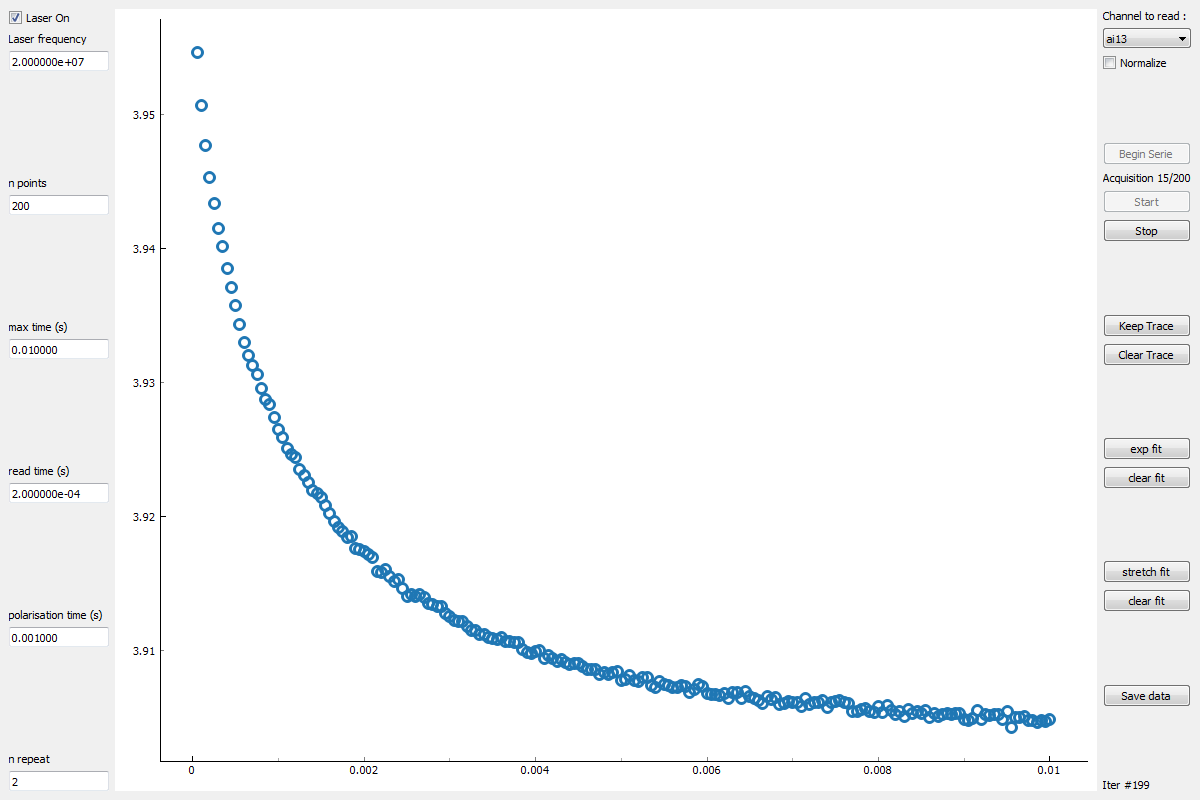 Laser On
Laser frequency
2.000000e+07
n points
200
max time (s)
0.010000
read time (s)
2.000000e-04
polarisation time (s)
0.001000
n repeat
2
3.95
3.94
3.93
3.92
3.91
0
0.002
0.004
0.006
0.008
0.01
Channel to read :
ai13
Normalize
Begin Serie
Acquisition 15/200
Start
Stop
Keep Trace
Clear Trace
exp fit
clear fit
stretch fit
clear fit
Save data
Iter #199